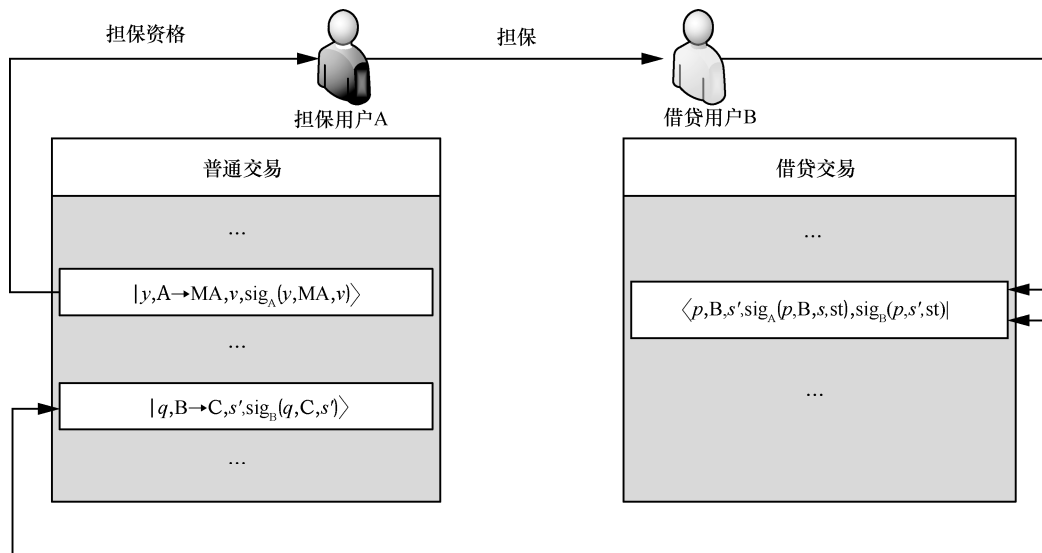 担保资格
担保
担保用户A
借贷用户B
普通交易
借贷交易
...
...
|y,A→MA,v,sig_A(y,MA,v)⟩
⟨p,B,s′,sig_A(p,B,s,st),sig_B(p,s′,st)|
...
...
|q,B→C,s′,sig_B(q,C,s′)⟩
...